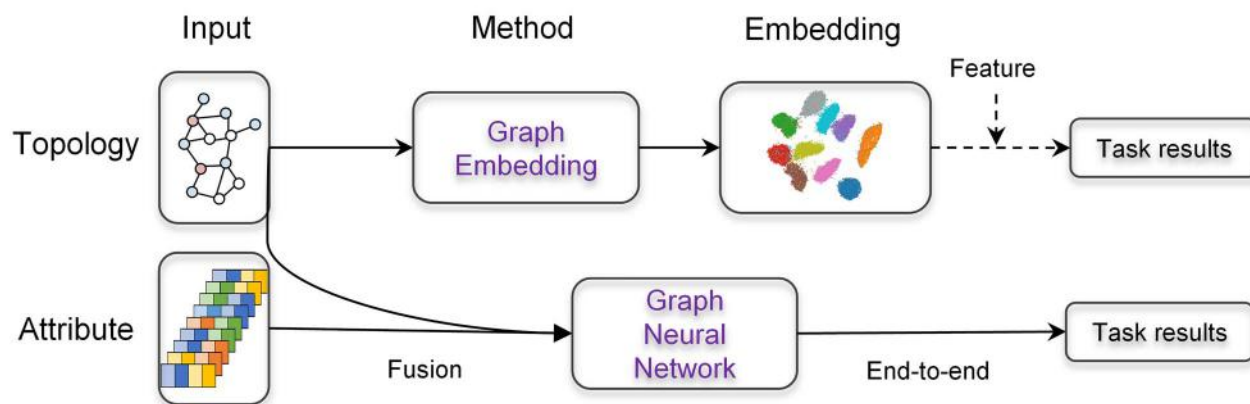 Input
Method
Embedding
Feature
Topology
Graph
Embedding
Task results
Attribute
Graph
Neural
Network
Task results
Fusion
End-to-end